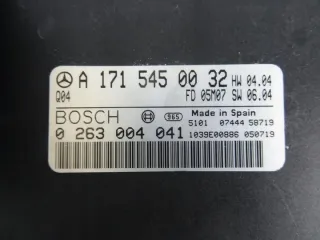 A 171 545 00 32 HW 04.04
Q04 FD 05M07 SW 06.04
BOSCH 965 Made in Spain
5101 07444 58719
0 263 004 041 1039E00886 050719